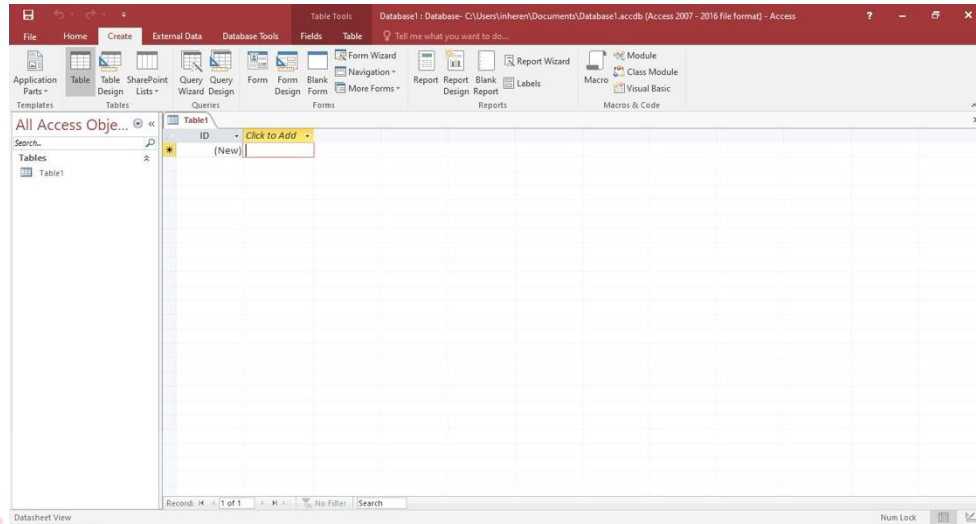 Table Tools
Database1 : Database- C:\Users\inheren\Documents\Database1.accdb (Access 2007 - 2016 file format) - Access
?
File Home Create External Data Database Tools Fields Table Tell me what you want to do...
Application Parts
Table
Table Design
SharePoint Lists
Query Wizard
Query Design
Form
Form Design
Blank Form
Form Wizard
Navigation
More Forms
Report
Report Design
Blank Report
Report Wizard
Labels
Macro
Module
Class Module
Visual Basic
Templates Tables Queries Forms Reports Macros & Code
All Access Obje...
Search...
Tables
Table1
Table1
ID Click to Add
(New)
Record: 1 of 1 No Filter Search
Datasheet View Num Lock